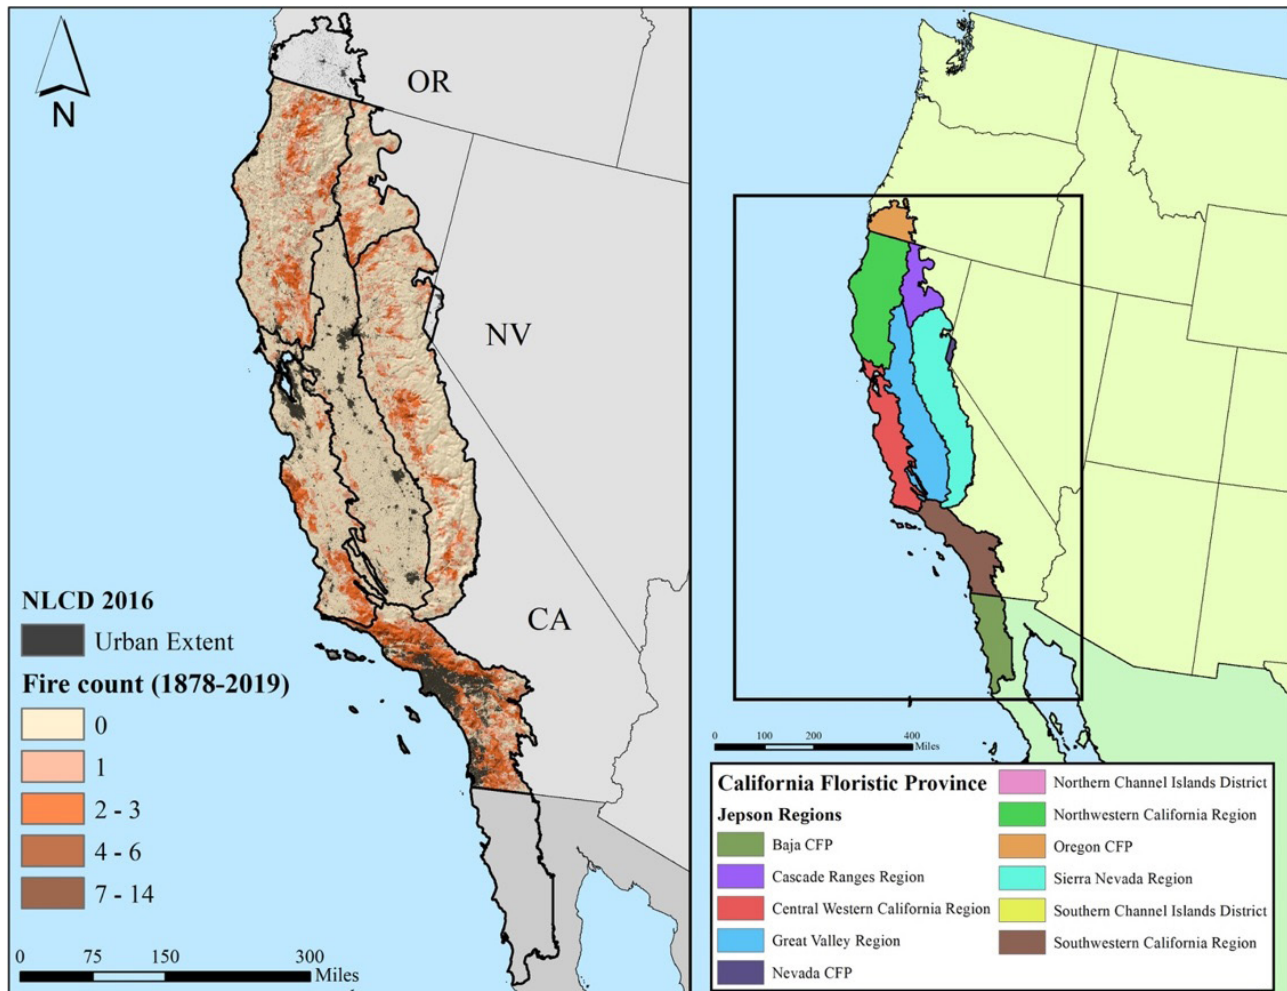 N
OR
NV
CA
NLCD 2016
Urban Extent
Fire count (1878-2019)
0
1
2 - 3
4 - 6
7 - 14
0 75 150 300
Miles
0 100 200 400
Miles
California Floristic Province
Jepson Regions
Baja CFP
Cascade Ranges Region
Central Western California Region
Great Valley Region
Nevada CFP
Northern Channel Islands District
Northwestern California Region
Oregon CFP
Sierra Nevada Region
Southern Channel Islands District
Southwestern California Region